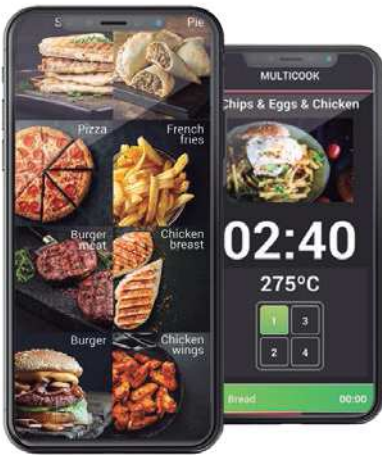 S
Pie
Pizza
French
fries
Burger
meat
Chicken
breast
Burger
Chicken
wings
MULTICOOK
Chips & Eggs & Chicken
02:40
275ºC
1
3
2
4
Bread
00:00